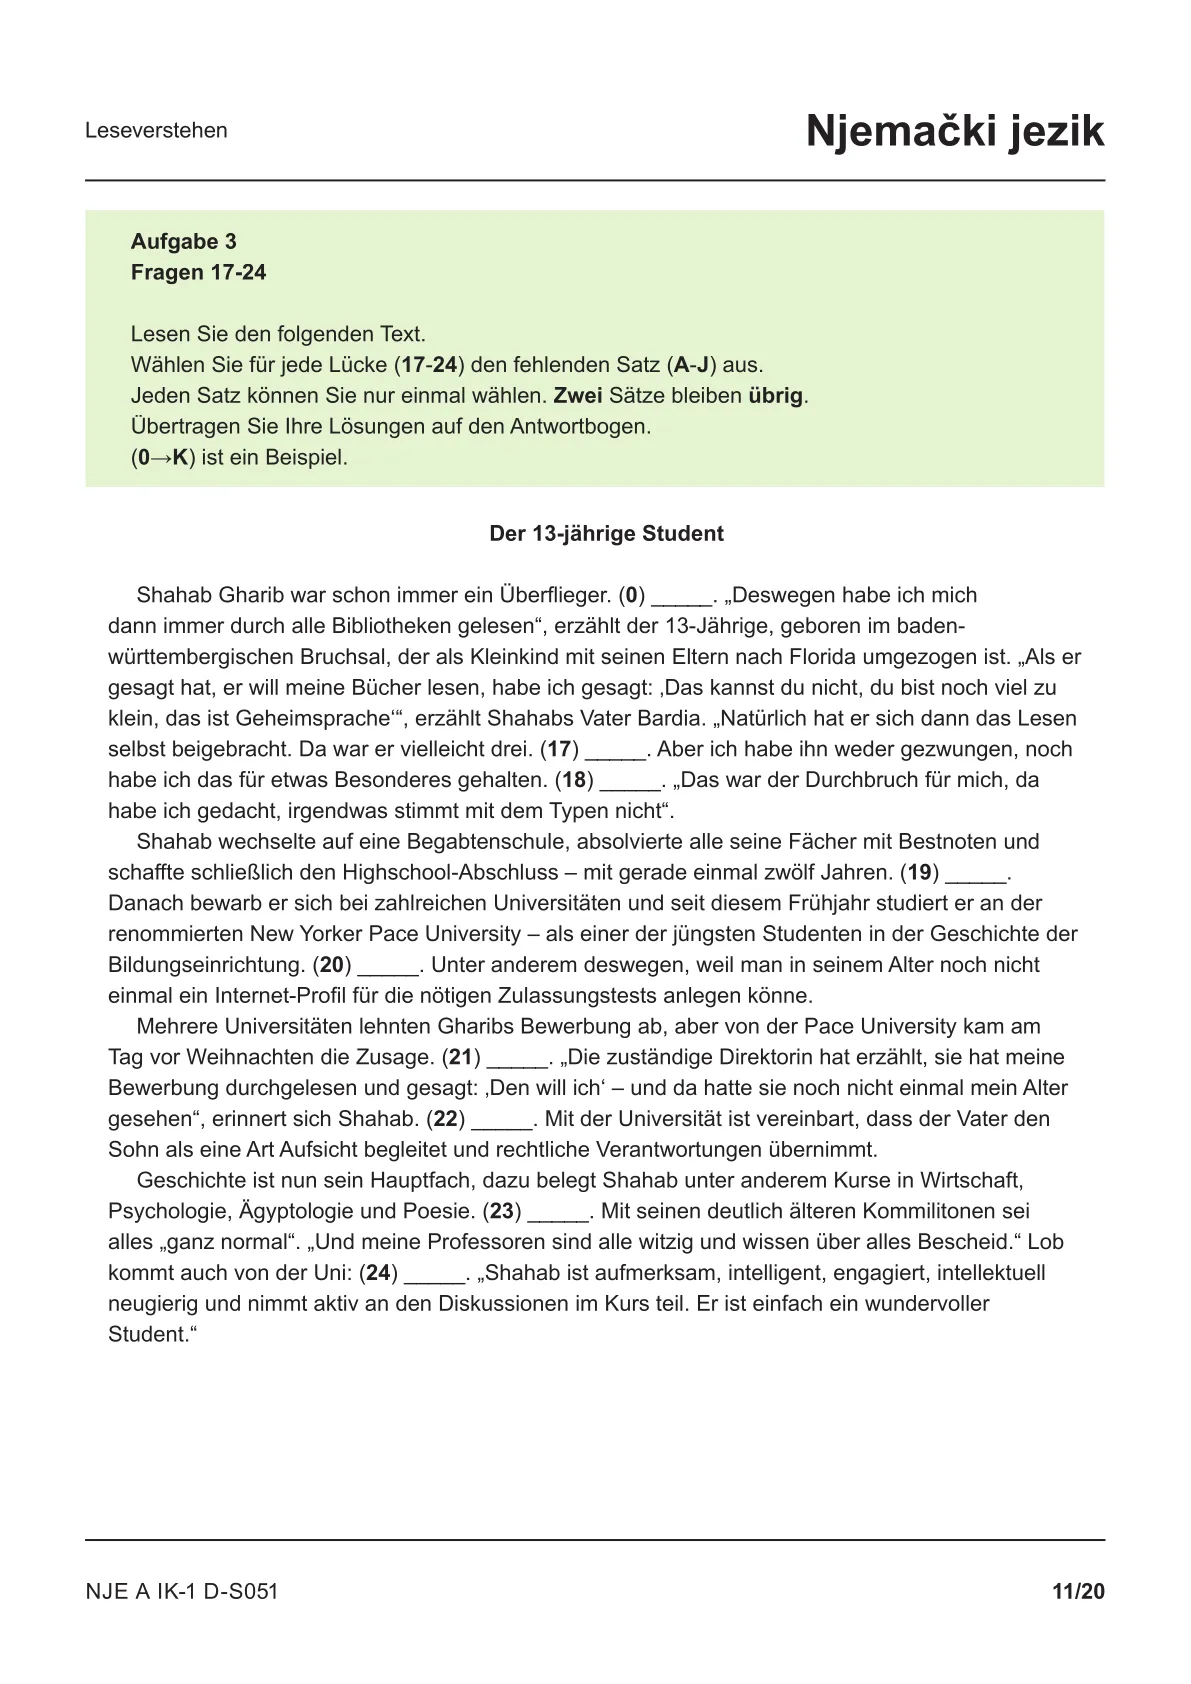 Leseverstehen
Njemački jezik
Aufgabe 3
Fragen 17-24
Lesen Sie den folgenden Text.
Wählen Sie für jede Lücke (17-24) den fehlenden Satz (A-J) aus.
Jeden Satz können Sie nur einmal wählen. Zwei Sätze bleiben übrig.
Übertragen Sie Ihre Lösungen auf den Antwortbogen.
(0→K) ist ein Beispiel.
Der 13-jährige Student
Shahab Gharib war schon immer ein Überflieger. (0) _____. „Deswegen habe ich mich
dann immer durch alle Bibliotheken gelesen“, erzählt der 13-Jährige, geboren im baden-
württembergischen Bruchsal, der als Kleinkind mit seinen Eltern nach Florida umgezogen ist. „Als er
gesagt hat, er will meine Bücher lesen, habe ich gesagt: ‚Das kannst du nicht, du bist noch viel zu
klein, das ist Geheimsprache‘“, erzählt Shahabs Vater Bardia. „Natürlich hat er sich dann das Lesen
selbst beigebracht. Da war er vielleicht drei. (17) _____. Aber ich habe ihn weder gezwungen, noch
habe ich das für etwas Besonderes gehalten. (18) _____. „Das war der Durchbruch für mich, da
habe ich gedacht, irgendwas stimmt mit dem Typen nicht“.
Shahab wechselte auf eine Begabtenschule, absolvierte alle seine Fächer mit Bestnoten und
schaffte schließlich den Highschool-Abschluss – mit gerade einmal zwölf Jahren. (19) _____.
Danach bewarb er sich bei zahlreichen Universitäten und seit diesem Frühjahr studiert er an der
renommierten New Yorker Pace University – als einer der jüngsten Studenten in der Geschichte der
Bildungseinrichtung. (20) _____. Unter anderem deswegen, weil man in seinem Alter noch nicht
einmal ein Internet-Profil für die nötigen Zulassungstests anlegen könne.
Mehrere Universitäten lehnten Gharibs Bewerbung ab, aber von der Pace University kam am
Tag vor Weihnachten die Zusage. (21) _____. „Die zuständige Direktorin hat erzählt, sie hat meine
Bewerbung durchgelesen und gesagt: ‚Den will ich‘ – und da hatte sie noch nicht einmal mein Alter
gesehen“, erinnert sich Shahab. (22) _____. Mit der Universität ist vereinbart, dass der Vater den
Sohn als eine Art Aufsicht begleitet und rechtliche Verantwortungen übernimmt.
Geschichte ist nun sein Hauptfach, dazu belegt Shahab unter anderem Kurse in Wirtschaft,
Psychologie, Ägyptologie und Poesie. (23) _____. Mit seinen deutlich älteren Kommilitonen sei
alles „ganz normal“. „Und meine Professoren sind alle witzig und wissen über alles Bescheid.“ Lob
kommt auch von der Uni: (24) _____. „Shahab ist aufmerksam, intelligent, engagiert, intellektuell
neugierig und nimmt aktiv an den Diskussionen im Kurs teil. Er ist einfach ein wundervoller
Student.“
NJE A IK-1 D-S051
11/20